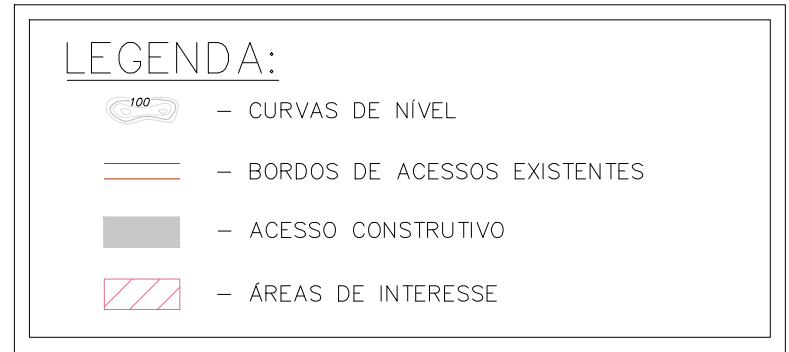 LEGENDA:
100 – CURVAS DE NÍVEL
– BORDOS DE ACESSOS EXISTENTES
– ACESSO CONSTRUTIVO
– ÁREAS DE INTERESSE